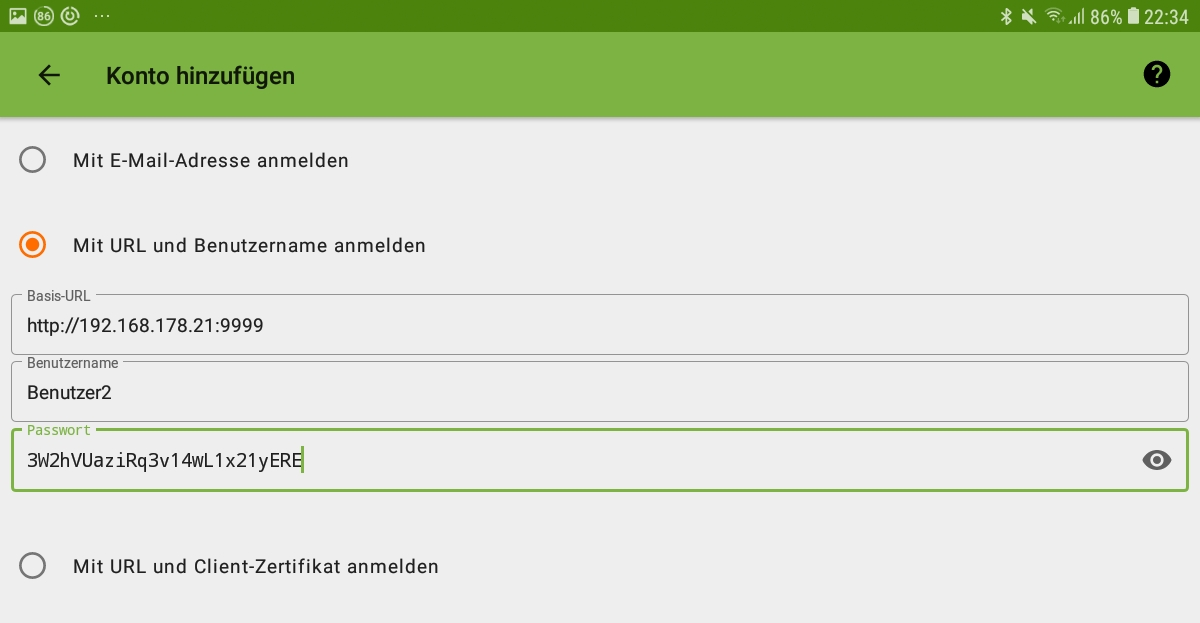 86 ... 86% 22:34
Konto hinzufügen
Mit E-Mail-Adresse anmelden
Mit URL und Benutzername anmelden
Basis-URL
http://192.168.178.21:9999
Benutzername
Benutzer2
Passwort
3W2hVUaziRq3v14wL1x21yERE
Mit URL und Client-Zertifikat anmelden